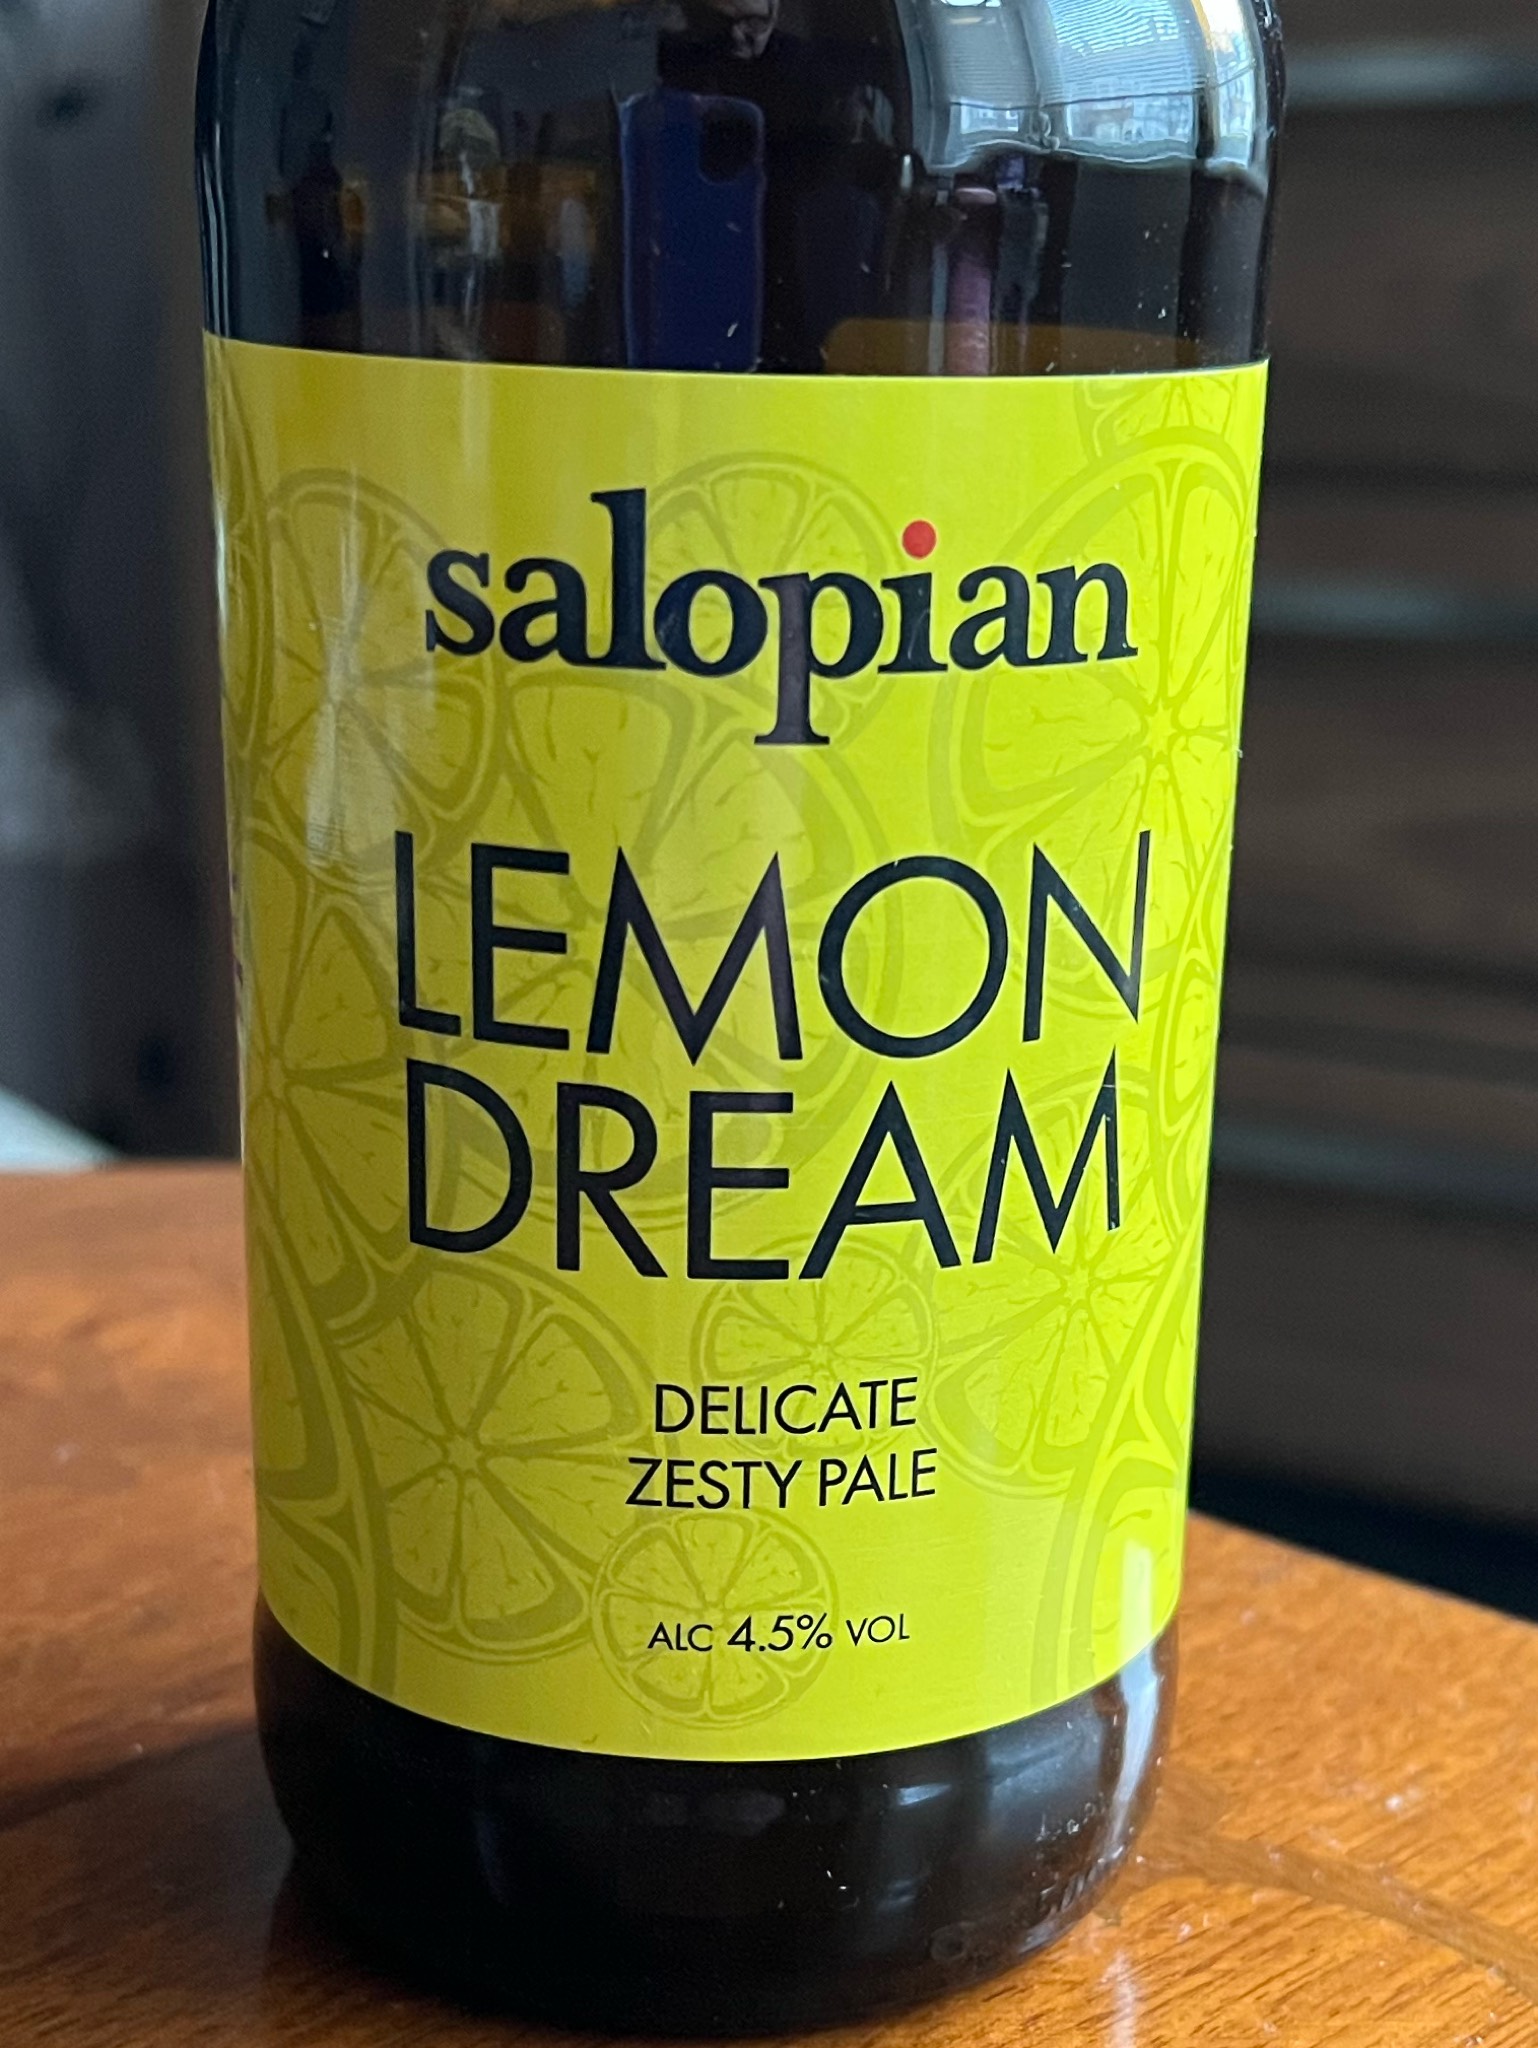 salopian
LEMON
DREAM
DELICATE
ZESTY PALE
ALC 4.5% VOL